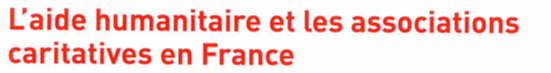 L'aide humanitaire et les associations
caritatives en France